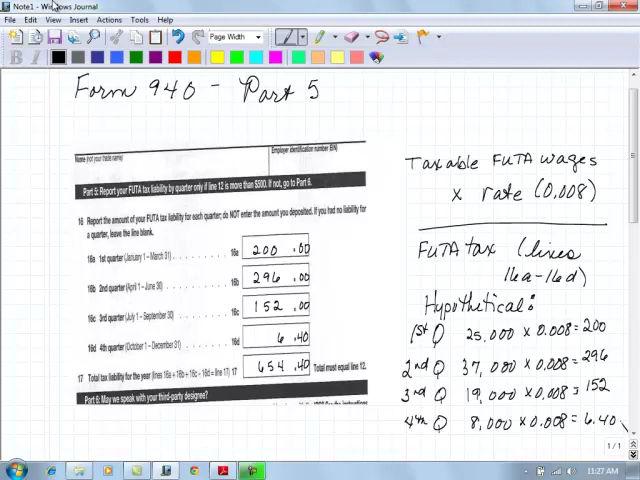 Note1 - Windows Journal
File Edit View Insert Actions Tools Help
Page Width
B I
Form 940 - Part 5
Name (not your trade name)
Employer identification number (EIN)
Part 5: Report your FUTA tax liability by quarter only if line 12 is more than $500. If not, go to Part 6.
16 Report the amount of your FUTA tax liability for each quarter; do NOT enter the amount you deposited. If you had no liability for
a quarter, leave the line blank.
16a 1st quarter (January 1 – March 31) . . . . . . . . . 16a 200 .00
16b 2nd quarter (April 1 – June 30) . . . . . . . . . 16b 296 .00
16c 3rd quarter (July 1 – September 30) . . . . . . . . 16c 152 .00
16d 4th quarter (October 1 – December 31) . . . . . . . 16d 6 .40
17 Total tax liability for the year (lines 16a + 16b + 16c + 16d = line 17) 17 654 .40 Total must equal line 12.
Part 6: May we speak with your third-party designee?
Taxable FUTA wages
x rate (0.008)
FUTA tax (lines
16a-16d)
Hypothetical:
1st Q 25,000 x 0.008 = 200
2nd Q 37,000 x 0.008 = 296
3rd Q 19,000 x 0.008 = 152
4th Q 8,000 x 0.008 = 6.40
1 / 1
11:27 AM